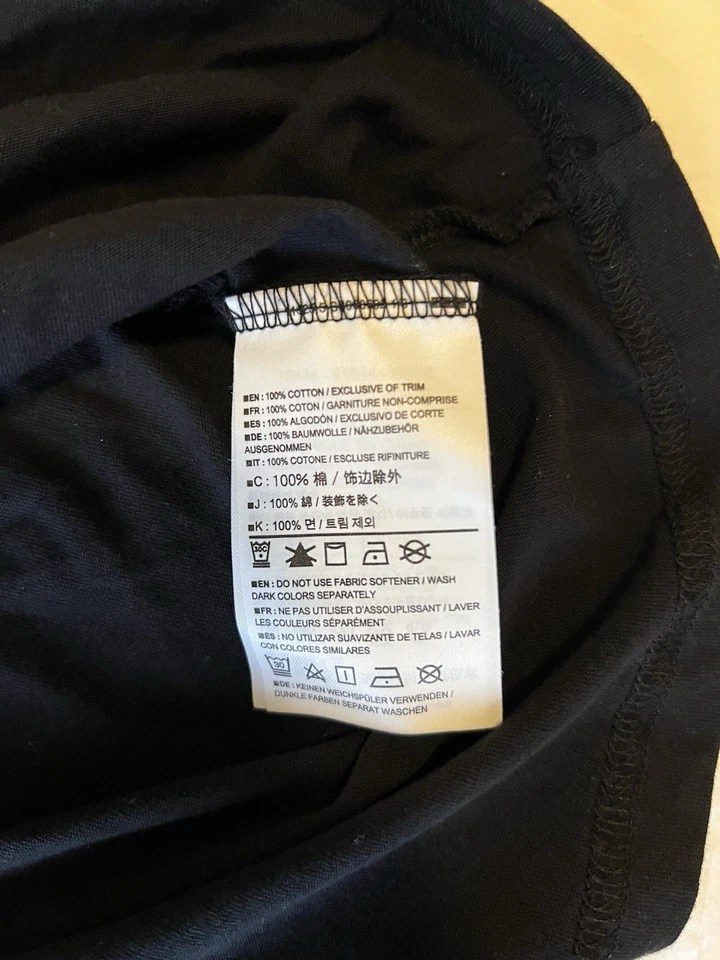 EN : 100% COTTON / EXCLUSIVE OF TRIM
FR : 100% COTON / GARNITURE NON-COMPRISE
ES : 100% ALGODÓN / EXCLUSIVO DE CORTE
DE : 100% BAUMWOLLE / NÄHZUBEHÖR
AUSGENOMMEN
IT : 100% COTONE / ESCLUSE RIFINITURE
C : 100% 棉 / 饰边除外
J : 100% 綿 / 装飾を除く
K : 100% 면 / 트림 제외
30C
EN : DO NOT USE FABRIC SOFTENER / WASH
DARK COLORS SEPARATELY
FR : NE PAS UTILISER D'ASSOUPLISSANT / LAVER
LES COULEURS SÉPARÉMENT
ES : NO UTILIZAR SUAVIZANTE DE TELAS / LAVAR
CON COLORES SIMILARES
30
DE : KEINEN WEICHSPÜLER VERWENDEN /
DUNKLE FARBEN SEPARAT WASCHEN